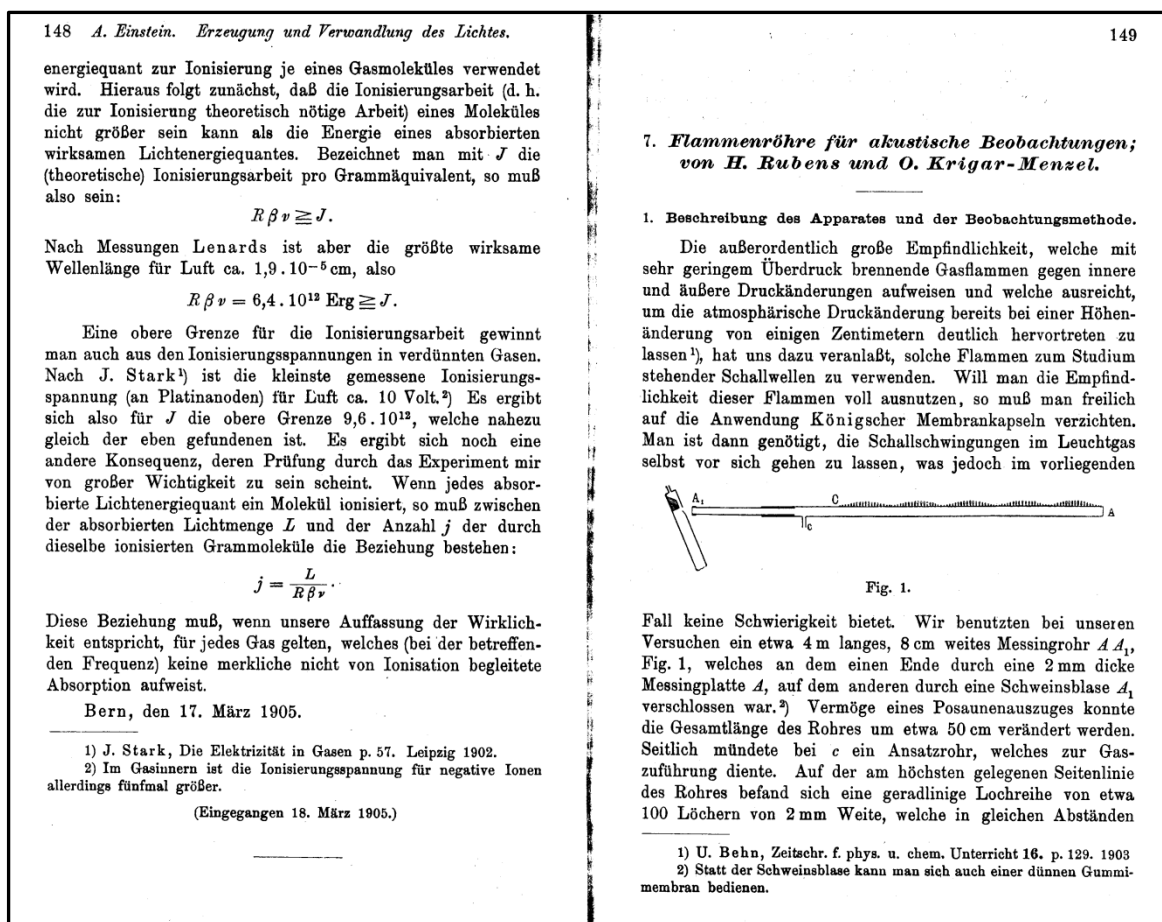 148 A. Einstein. Erzeugung und Verwandlung des Lichtes.
energiequant zur Ionisierung je eines Gasmoleküles verwendet
wird. Hieraus folgt zunächst, daß die Ionisierungsarbeit (d. h.
die zur Ionisierung theoretisch nötige Arbeit) eines Moleküles
nicht größer sein kann als die Energie eines absorbierten
wirksamen Lichtenergiequantes. Bezeichnet man mit J die
(theoretische) Ionisierungsarbeit pro Grammäquivalent, so muß
also sein:
R β ν ≧ J.
Nach Messungen Lenards ist aber die größte wirksame
Wellenlänge für Luft ca. 1,9 . 10⁻⁵ cm, also
R β ν = 6,4 . 10¹² Erg ≧ J.
Eine obere Grenze für die Ionisierungsarbeit gewinnt
man auch aus den Ionisierungsspannungen in verdünnten Gasen.
Nach J. Stark¹) ist die kleinste gemessene Ionisierungs-
spannung (an Platinanoden) für Luft ca. 10 Volt.²) Es ergibt
sich also für J die obere Grenze 9,6 . 10¹², welche nahezu
gleich der eben gefundenen ist. Es ergibt sich noch eine
andere Konsequenz, deren Prüfung durch das Experiment mir
von großer Wichtigkeit zu sein scheint. Wenn jedes absor-
bierte Lichtenergiequant ein Molekül ionisiert, so muß zwischen
der absorbierten Lichtmenge L und der Anzahl j der durch
dieselbe ionisierten Grammoleküle die Beziehung bestehen:
j = L / R β ν .
Diese Beziehung muß, wenn unsere Auffassung der Wirklich-
keit entspricht, für jedes Gas gelten, welches (bei der betreffen-
den Frequenz) keine merkliche nicht von Ionisation begleitete
Absorption aufweist.
Bern, den 17. März 1905.
1) J. Stark, Die Elektrizität in Gasen p. 57. Leipzig 1902.
2) Im Gasinnern ist die Ionisierungsspannung für negative Ionen
allerdings fünfmal größer.
(Eingegangen 18. März 1905.)
149
7. Flammenröhre für akustische Beobachtungen;
von H. Rubens und O. Krigar-Menzel.
1. Beschreibung des Apparates und der Beobachtungsmethode.
Die außerordentlich große Empfindlichkeit, welche mit
sehr geringem Überdruck brennende Gasflammen gegen innere
und äußere Druckänderungen aufweisen und welche ausreicht,
um die atmosphärische Druckänderung bereits bei einer Höhen-
änderung von einigen Zentimetern deutlich hervortreten zu
lassen¹), hat uns dazu veranlaßt, solche Flammen zum Studium
stehender Schallwellen zu verwenden. Will man die Empfind-
lichkeit dieser Flammen voll ausnutzen, so muß man freilich
auf die Anwendung Königscher Membrankapseln verzichten.
Man ist dann genötigt, die Schallschwingungen im Leuchtgas
selbst vor sich gehen zu lassen, was jedoch im vorliegenden
A₁ C c A
Fig. 1.
Fall keine Schwierigkeit bietet. Wir benutzten bei unseren
Versuchen ein etwa 4 m langes, 8 cm weites Messingrohr A A₁,
Fig. 1, welches an dem einen Ende durch eine 2 mm dicke
Messingplatte A, auf dem anderen durch eine Schweinsblase A₁
verschlossen war.²) Vermöge eines Posaunenauszuges konnte
die Gesamtlänge des Rohres um etwa 50 cm verändert werden.
Seitlich mündete bei c ein Ansatzrohr, welches zur Gas-
zuführung diente. Auf der am höchsten gelegenen Seitenlinie
des Rohres befand sich eine geradlinige Lochreihe von etwa
100 Löchern von 2 mm Weite, welche in gleichen Abständen
1) U. Behn, Zeitschr. f. phys. u. chem. Unterricht 16. p. 129. 1903
2) Statt der Schweinsblase kann man sich auch einer dünnen Gummi-
membran bedienen.